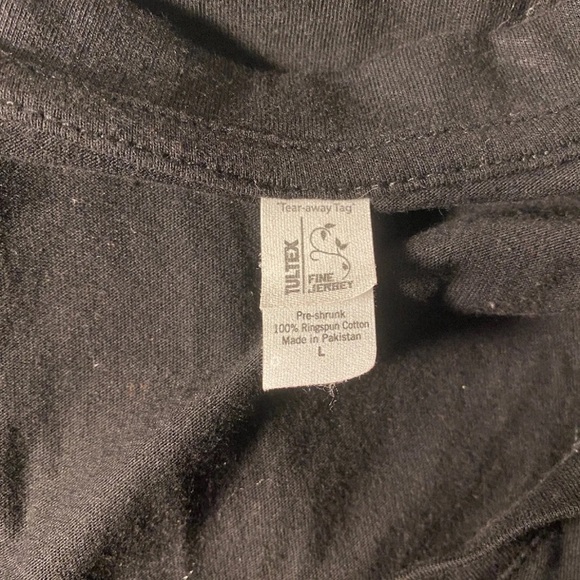 Tear-away Tag
TULTEX
FINE
JERSEY
Pre-shrunk
100% Ringspun Cotton
Made in Pakistan
L